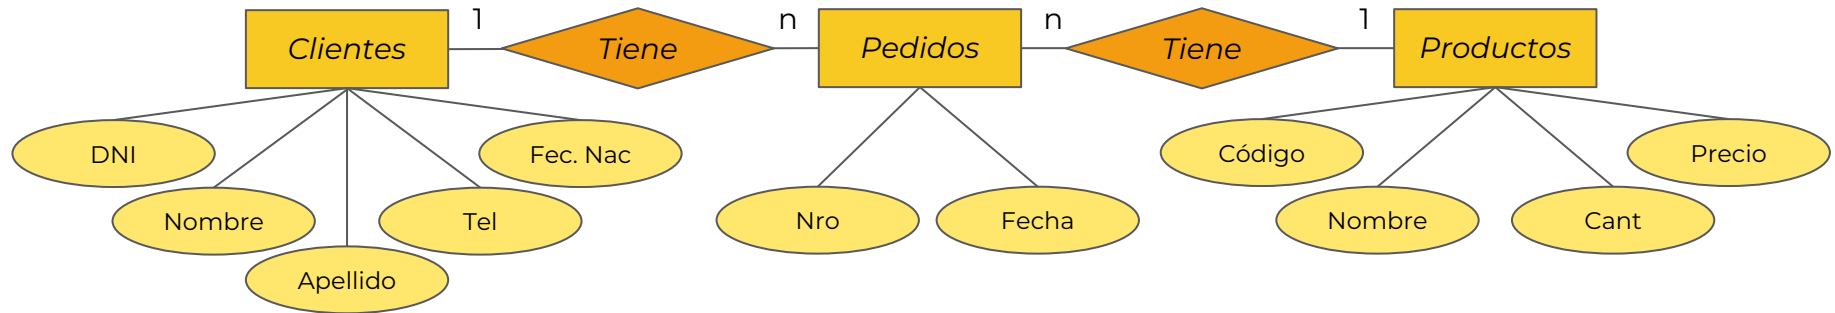 Clientes
1
Tiene
n
Pedidos
n
Tiene
1
Productos
DNI
Nombre
Apellido
Tel
Fec. Nac
Nro
Fecha
Código
Nombre
Cant
Precio